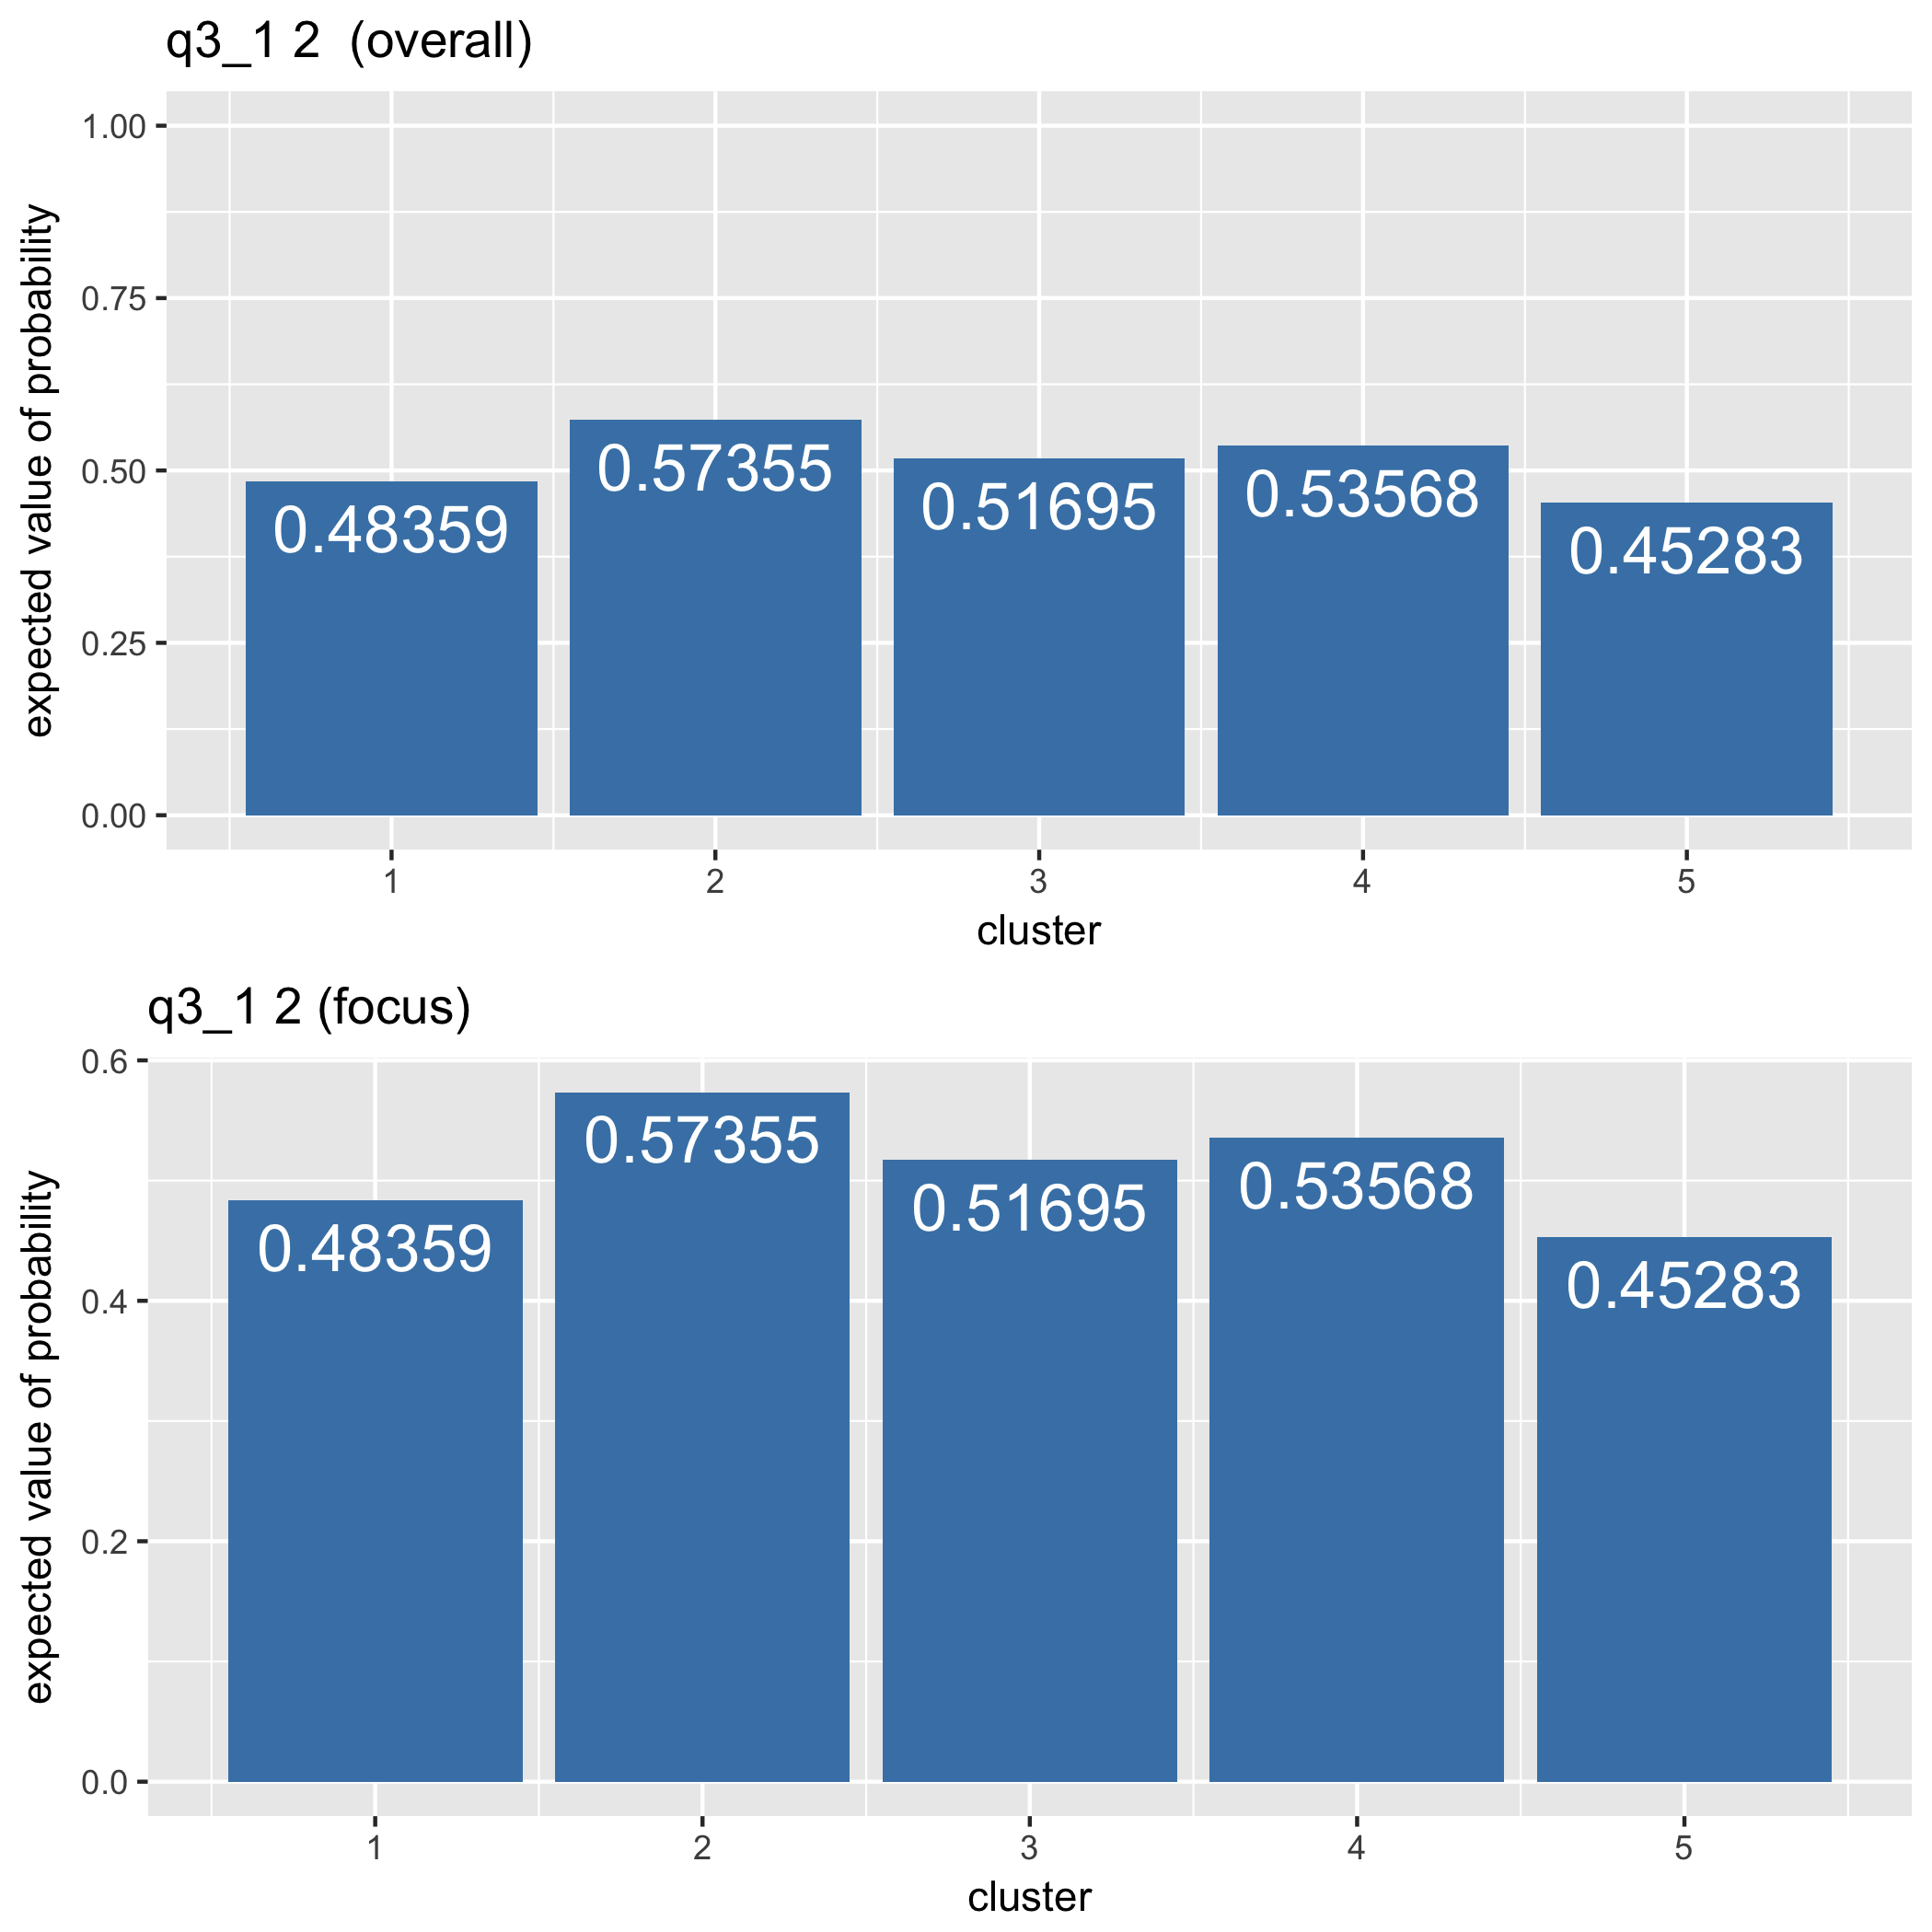 q3_1 2  (overall)
expected value of probability
1.00
0.75
0.50
0.25
0.00
0.48359
0.57355
0.51695
0.53568
0.45283
1 2 3 4 5
cluster
q3_1 2 (focus)
expected value of probability
0.6
0.4
0.2
0.0
0.48359
0.57355
0.51695
0.53568
0.45283
1 2 3 4 5
cluster